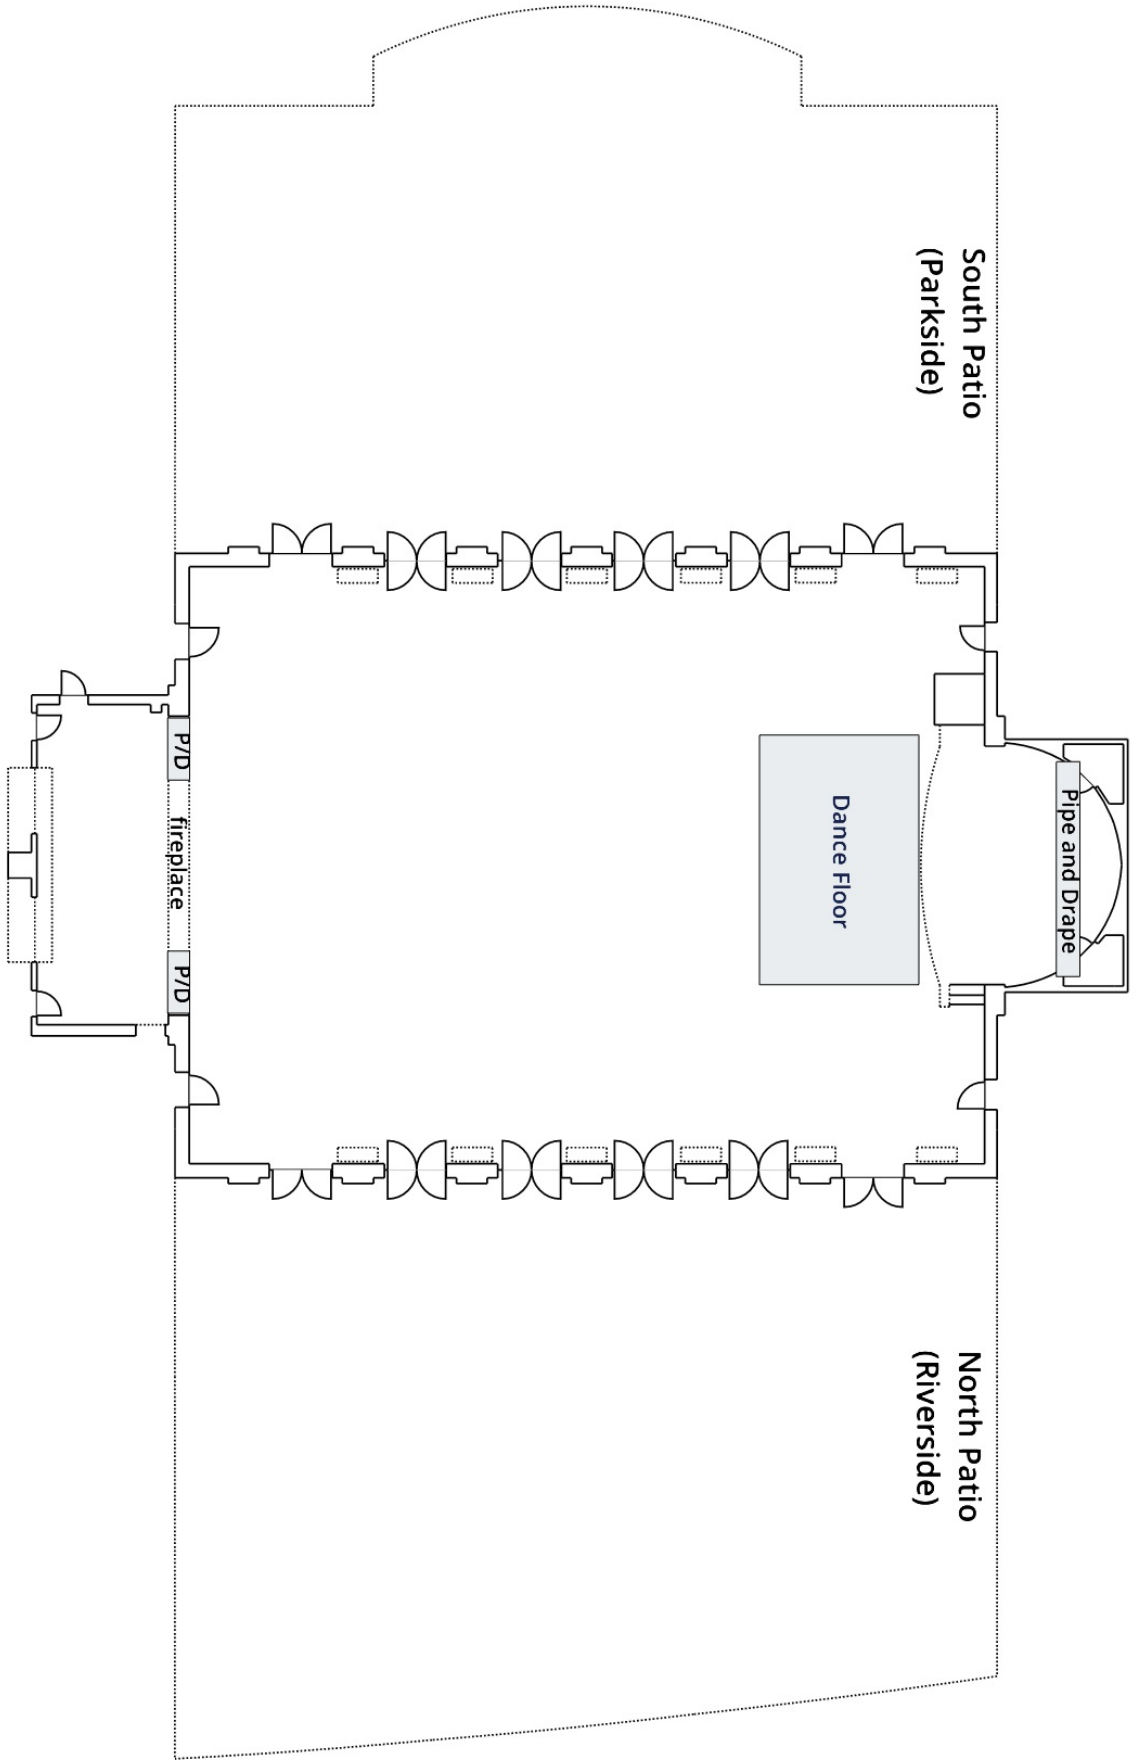 South Patio
(Parkside)
P/D
fireplace
P/D
Dance Floor
Pipe and Drape
North Patio
(Riverside)